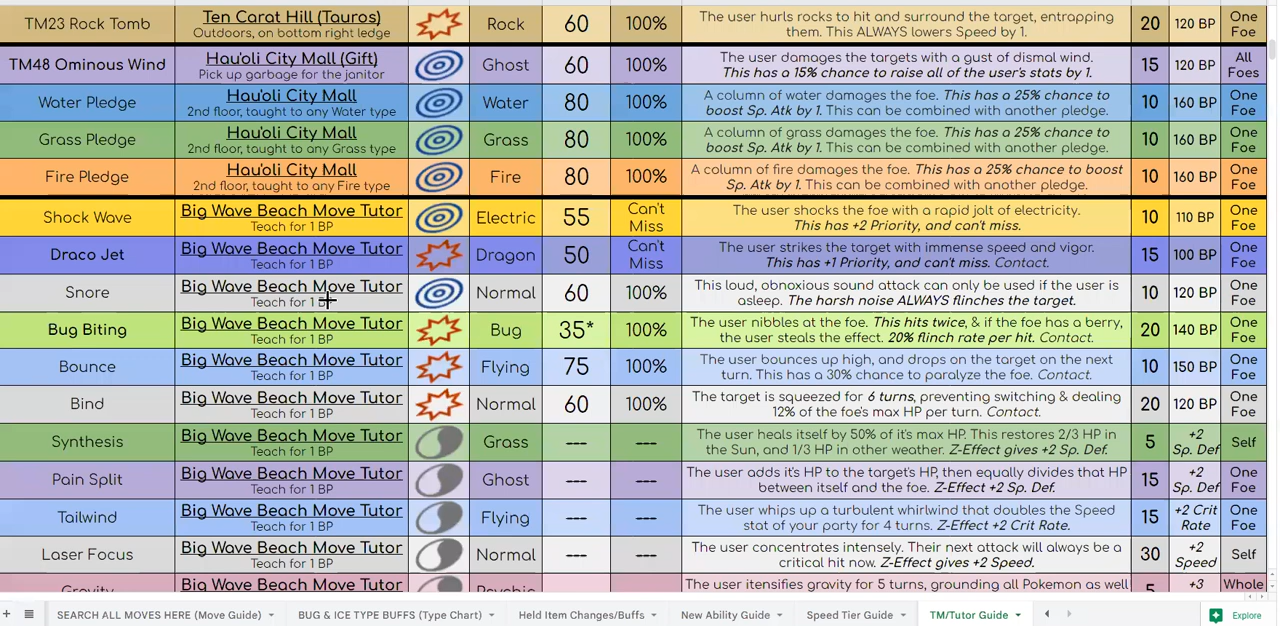 TM23 Rock Tomb
Ten Carat Hill (Tauros)
Outdoors, on bottom right ledge
Rock
60
100%
The user hurls rocks to hit and surround the target, entrapping
them. This ALWAYS lowers Speed by 1.
20
120 BP
One
Foe
TM48 Ominous Wind
Hau'oli City Mall (Gift)
Pick up garbage for the janitor
Ghost
60
100%
The user damages the targets with a gust of dismal wind.
This has a 15% chance to raise all of the user's stats by 1.
15
120 BP
All
Foes
Water Pledge
Hau'oli City Mall
2nd floor, taught to any Water type
Water
80
100%
A column of water damages the foe. This has a 25% chance to
boost Sp. Atk by 1. This can be combined with another pledge.
10
160 BP
One
Foe
Grass Pledge
Hau'oli City Mall
2nd floor, taught to any Grass type
Grass
80
100%
A column of grass damages the foe. This has a 25% chance to
boost Sp. Atk by 1. This can be combined with another pledge.
10
160 BP
One
Foe
Fire Pledge
Hau'oli City Mall
2nd floor, taught to any Fire type
Fire
80
100%
A column of fire damages the foe. This has a 25% chance to boost
Sp. Atk by 1. This can be combined with another pledge.
10
160 BP
One
Foe
Shock Wave
Big Wave Beach Move Tutor
Teach for 1 BP
Electric
55
Can't
Miss
The user shocks the foe with a rapid jolt of electricity.
This has +2 Priority, and can't miss.
10
110 BP
One
Foe
Draco Jet
Big Wave Beach Move Tutor
Teach for 1 BP
Dragon
50
Can't
Miss
The user strikes the target with immense speed and vigor.
This has +1 Priority, and can't miss. Contact.
15
100 BP
One
Foe
Snore
Big Wave Beach Move Tutor
Teach for 1 BP
Normal
60
100%
This loud, obnoxious sound attack can only be used if the user is
asleep. The harsh noise ALWAYS flinches the target.
10
120 BP
One
Foe
Bug Biting
Big Wave Beach Move Tutor
Teach for 1 BP
Bug
35*
100%
The user nibbles at the foe. This hits twice, & if the foe has a berry,
the user steals the effect. 20% flinch rate per hit. Contact.
20
140 BP
One
Foe
Bounce
Big Wave Beach Move Tutor
Teach for 1 BP
Flying
75
100%
The user bounces up high, and drops on the target on the next
turn. This has a 30% chance to paralyze the foe. Contact.
10
150 BP
One
Foe
Bind
Big Wave Beach Move Tutor
Teach for 1 BP
Normal
60
100%
The target is squeezed for 6 turns, preventing switching & dealing
12% of the foe's max HP per turn. Contact.
20
120 BP
One
Foe
Synthesis
Big Wave Beach Move Tutor
Teach for 1 BP
Grass
---
---
The user heals itself by 50% of it's max HP. This restores 2/3 HP in
the Sun, and 1/3 HP in other weather. Z-Effect gives +2 Sp. Def.
5
+2
Sp. Def
Self
Pain Split
Big Wave Beach Move Tutor
Teach for 1 BP
Ghost
---
---
The user adds it's HP to the target's HP, then equally divides that HP
between itself and the foe. Z-Effect +2 Sp. Def.
15
+2
Sp. Def
One
Foe
Tailwind
Big Wave Beach Move Tutor
Teach for 1 BP
Flying
---
---
The user whips up a turbulent whirlwind that doubles the Speed
stat of your party for 4 turns. Z-Effect +2 Crit Rate.
15
+2 Crit
Rate
One
Foe
Laser Focus
Big Wave Beach Move Tutor
Teach for 1 BP
Normal
---
---
The user concentrates intensely. Their next attack will always be a
critical hit now. Z-Effect gives +2 Speed.
30
+2
Speed
Self
Gravity
Big Wave Beach Move Tutor
Psychic
The user itensifies gravity for 5 turns, grounding all Pokemon as well
5
+3
Whole
SEARCH ALL MOVES HERE (Move Guide)
BUG & ICE TYPE BUFFS (Type Chart)
Held Item Changes/Buffs
New Ability Guide
Speed Tier Guide
TM/Tutor Guide
Explore